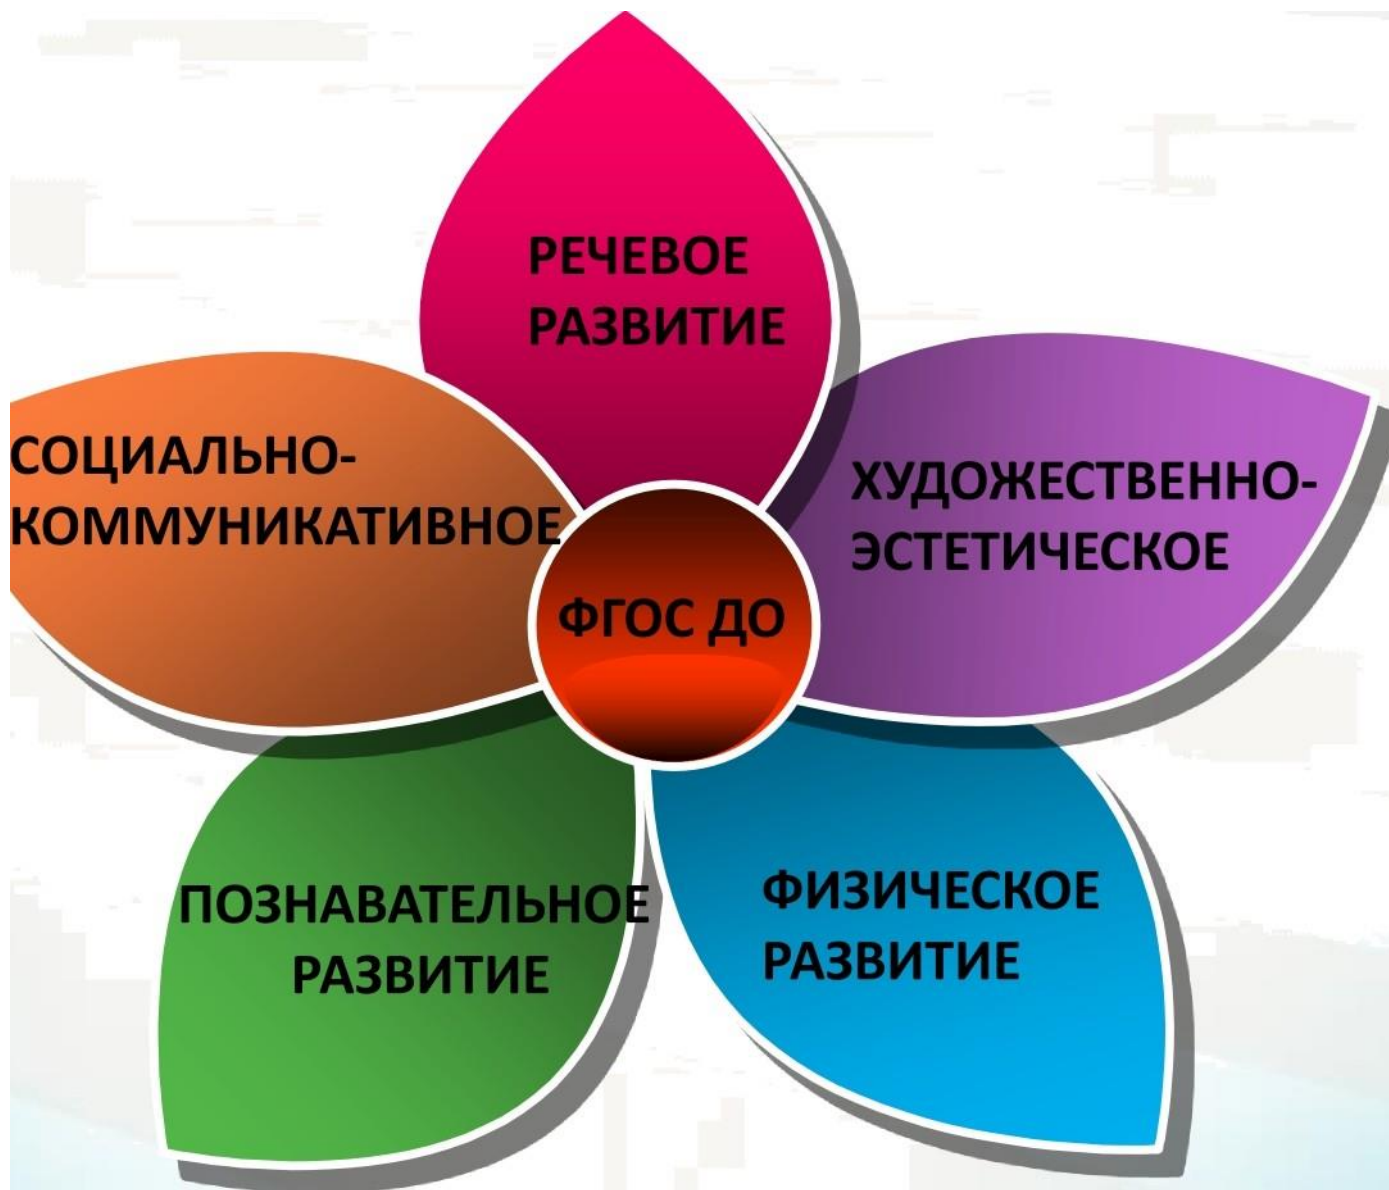 РЕЧЕВОЕ
РАЗВИТИЕ
СОЦИАЛЬНО-
КОММУНИКАТИВНОЕ
ХУДОЖЕСТВЕННО-
ЭСТЕТИЧЕСКОЕ
ФГОС ДО
ПОЗНАВАТЕЛЬНОЕ
РАЗВИТИЕ
ФИЗИЧЕСКОЕ
РАЗВИТИЕ